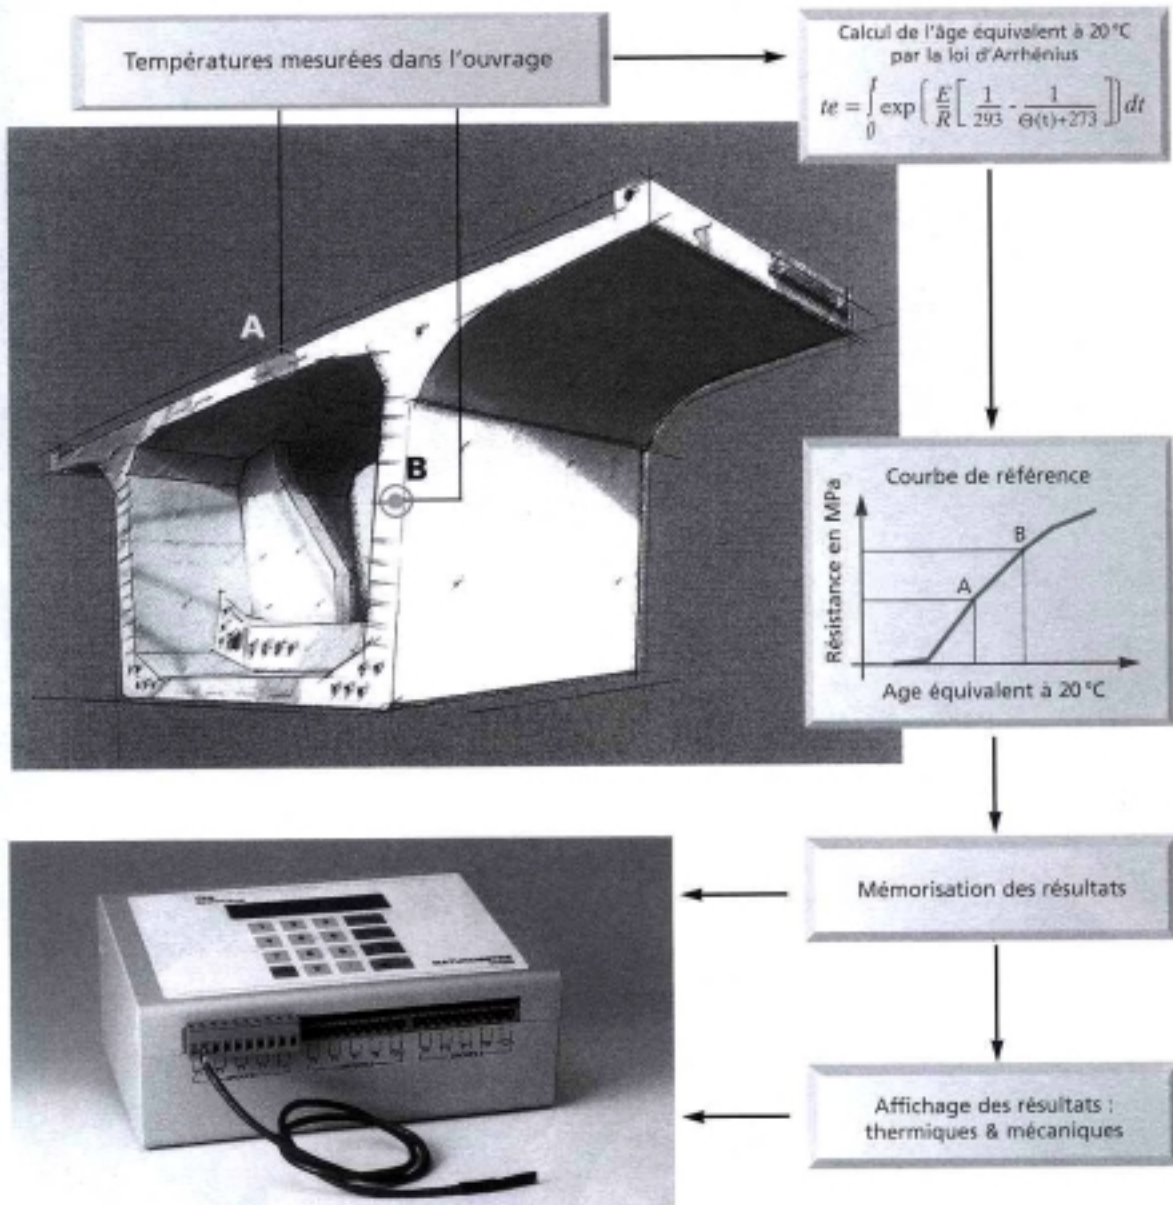 Températures mesurées dans l'ouvrage
Calcul de l'âge équivalent à 20°C
par la loi d'Arrhénius
te = ∫₀ᵗ exp ( E/R [ 1/293 - 1/Θ(t)+273 ] ) dt
A
B
Courbe de référence
Résistance en MPa
A
B
Age équivalent à 20°C
Mémorisation des résultats
Affichage des résultats :
thermiques & mécaniques